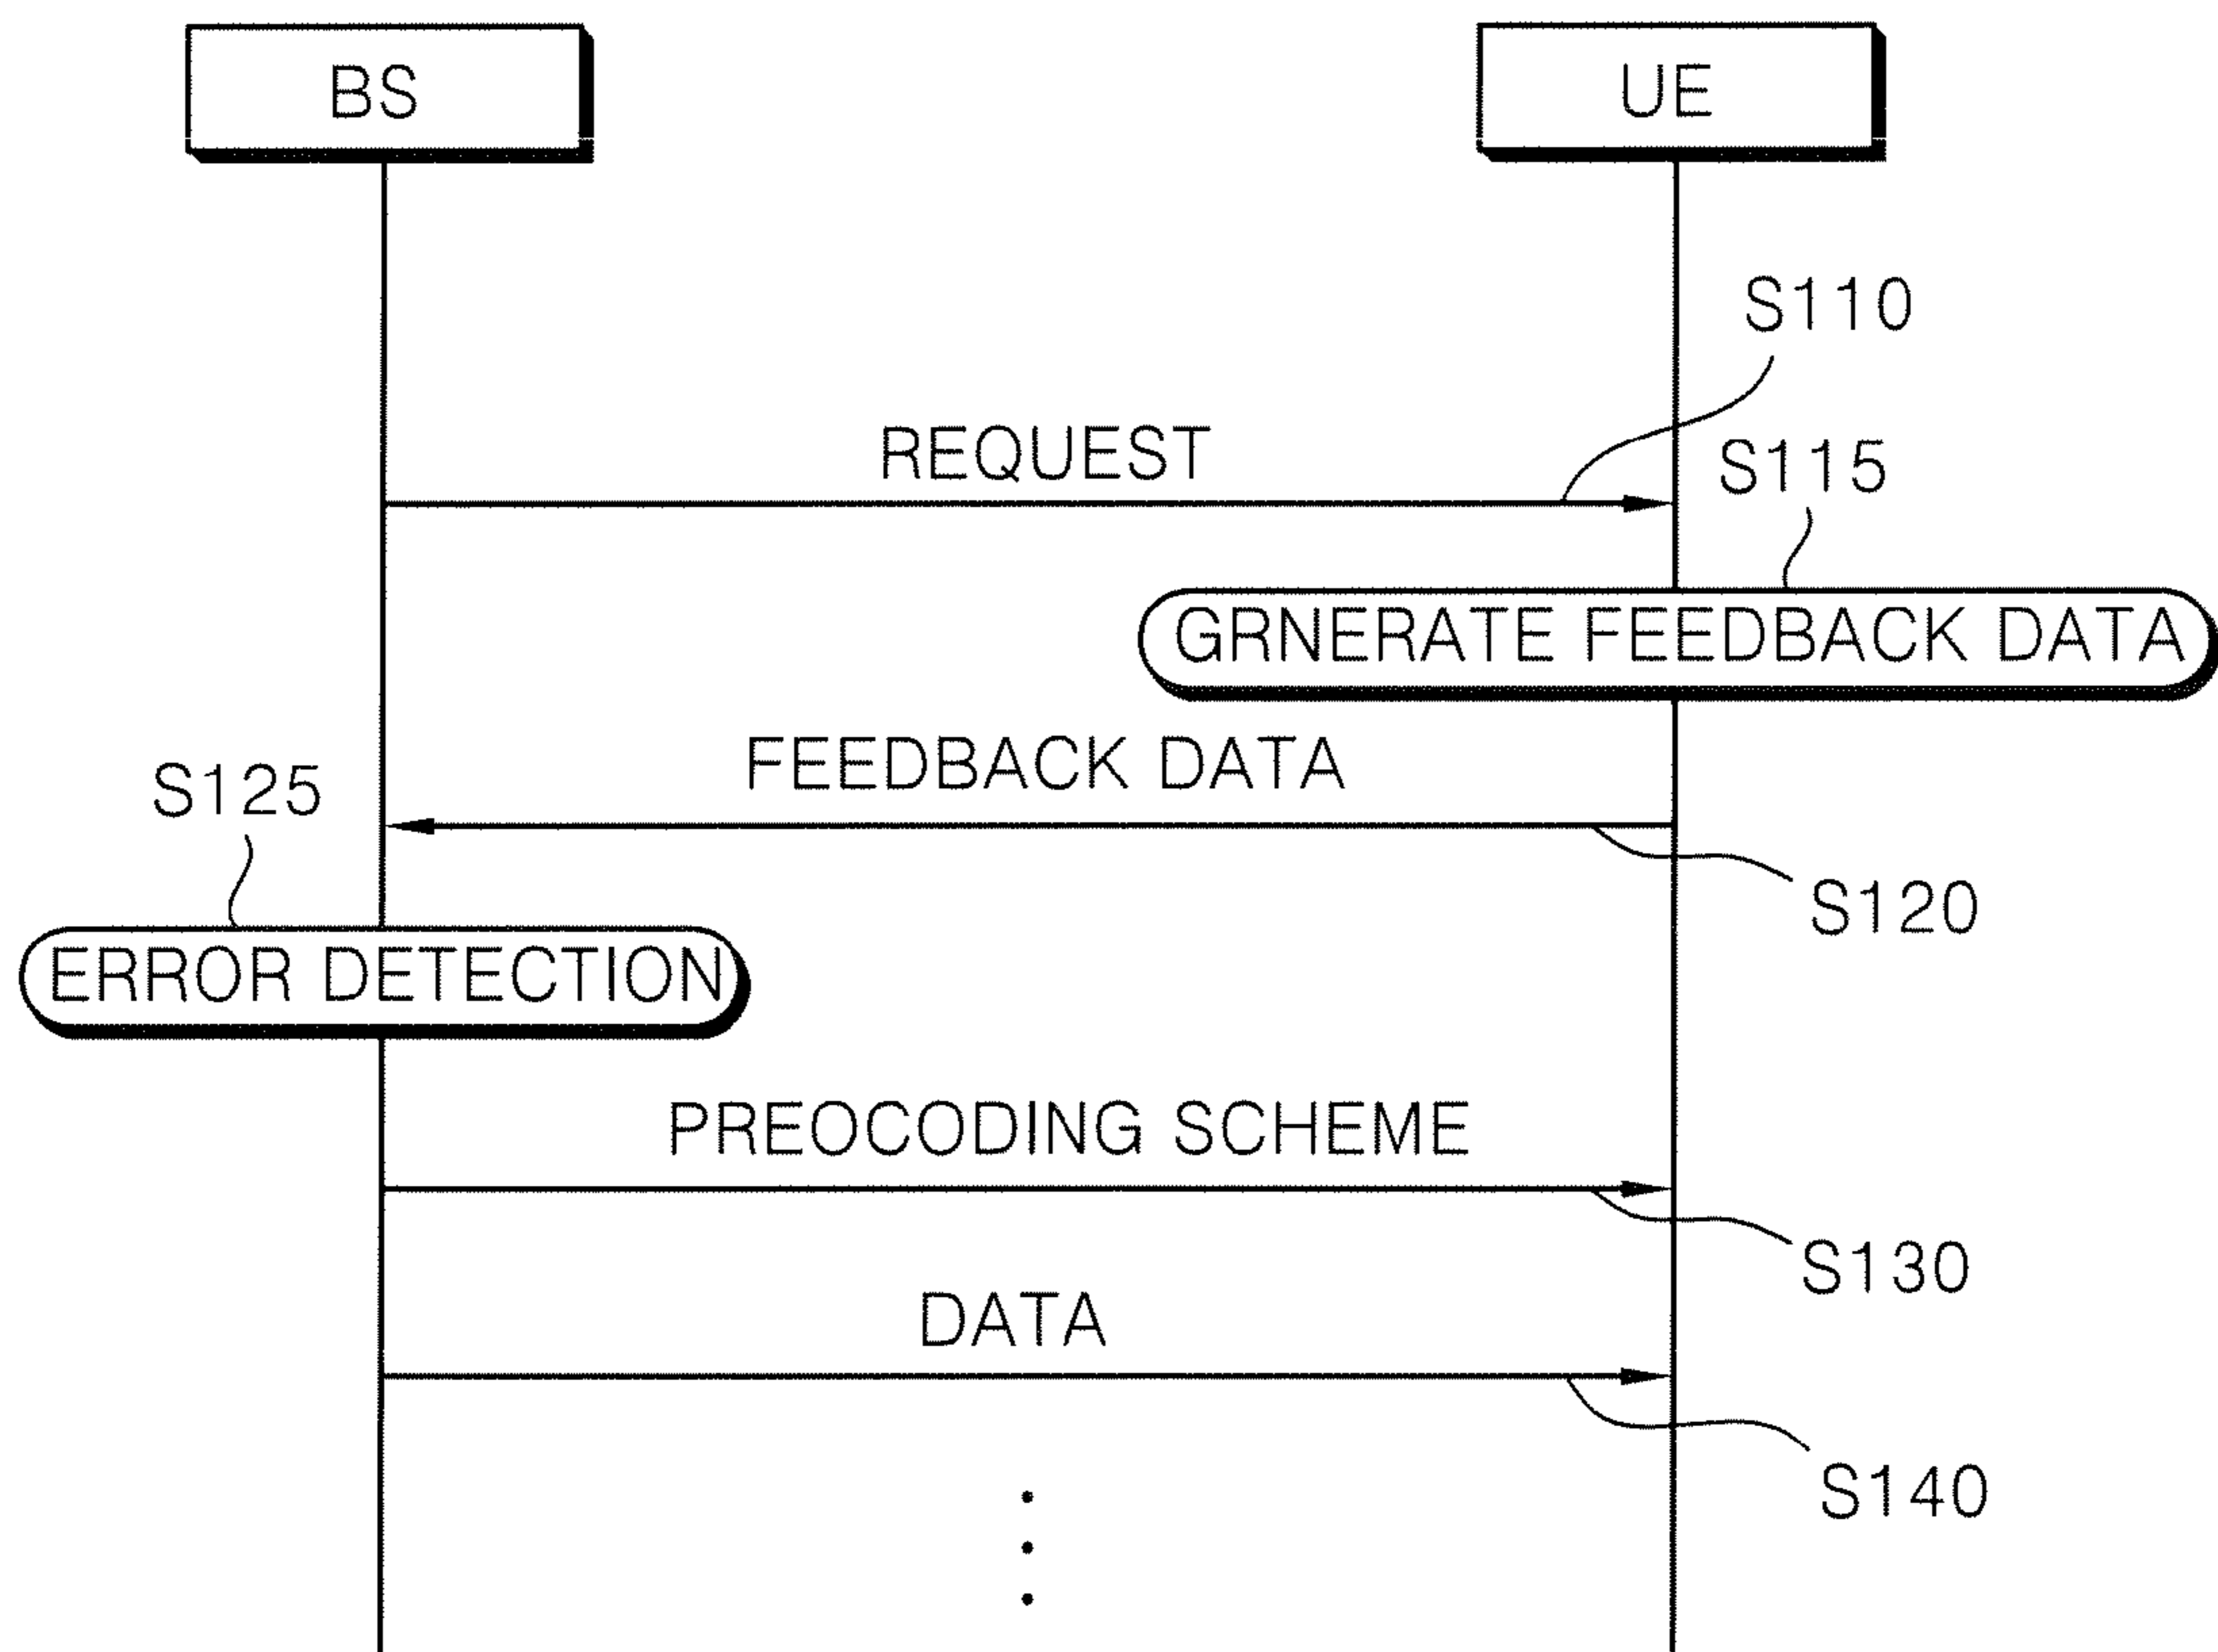 BS
UE
S110
REQUEST
S115
GRNERATE FEEDBACK DATA
FEEDBACK DATA
S125
S120
ERROR DETECTION
PREOCODING SCHEME
S130
DATA
S140